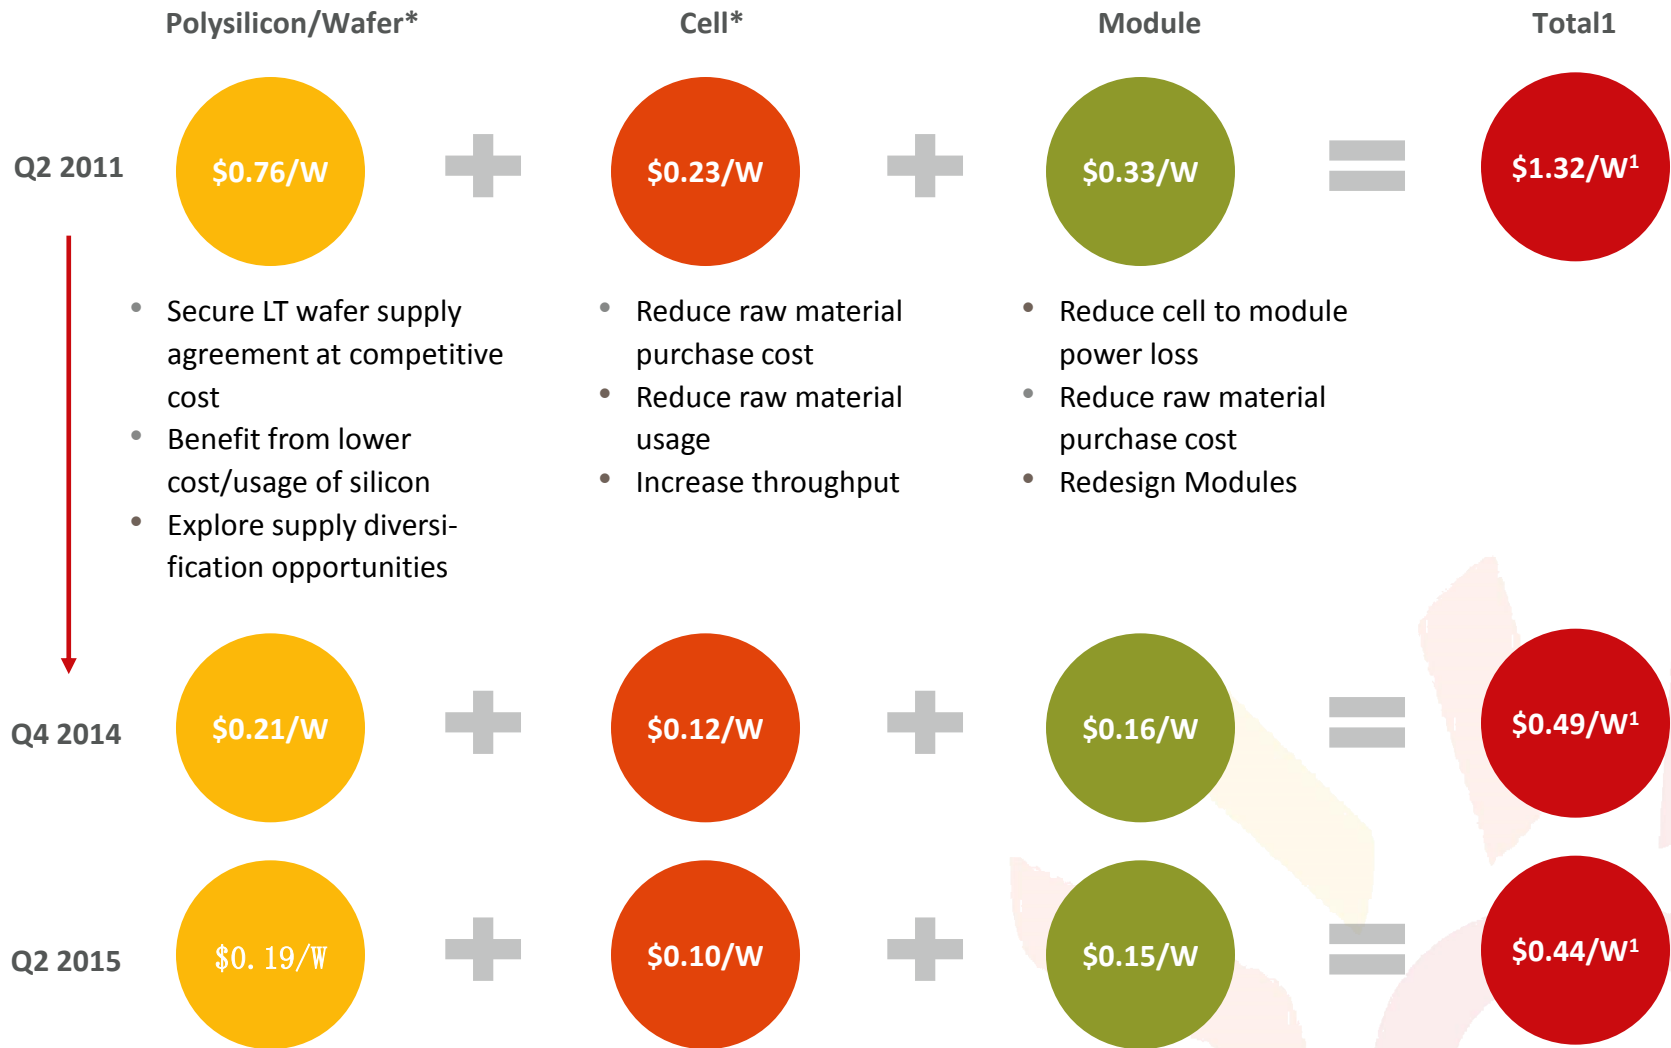 Polysilicon/Wafer*
Cell*
Module
Total1
Q2 2011
$0.76/W
$0.23/W
$0.33/W
$1.32/W¹
• Secure LT wafer supply
agreement at competitive
cost
• Benefit from lower
cost/usage of silicon
• Explore supply diversi-
fication opportunities
• Reduce raw material
purchase cost
• Reduce raw material
usage
• Increase throughput
• Reduce cell to module
power loss
• Reduce raw material
purchase cost
• Redesign Modules
Q4 2014
$0.21/W
$0.12/W
$0.16/W
$0.49/W¹
Q2 2015
$0.19/W
$0.10/W
$0.15/W
$0.44/W¹